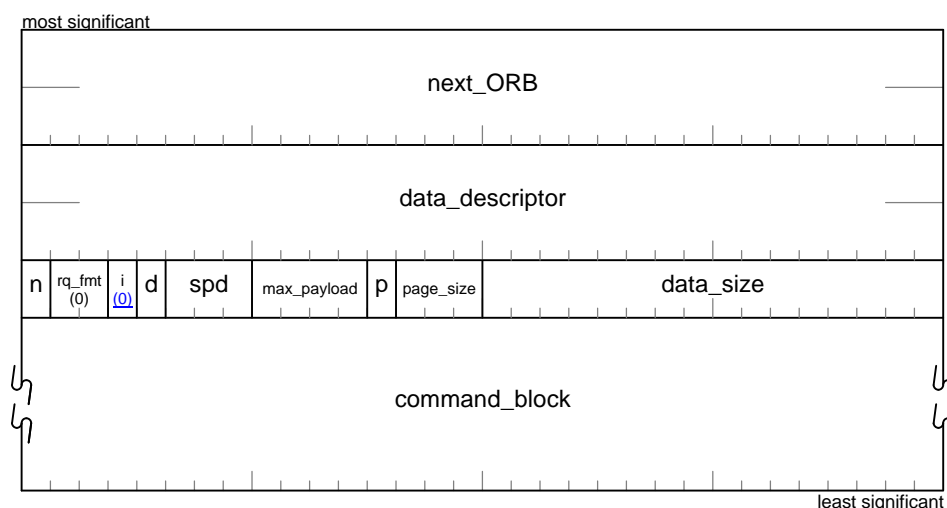 most significant
next_ORB
data_descriptor
n rq_fmt (0) i (0) d spd max_payload p page_size data_size
command_block
least significant